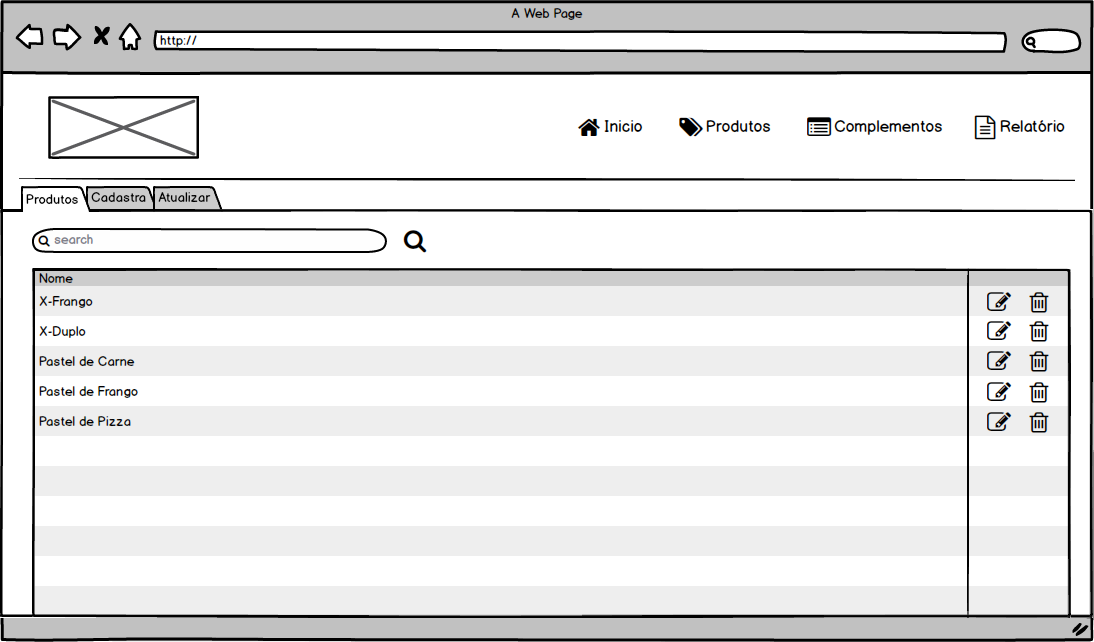 A Web Page
http://
Inicio
Produtos
Complementos
Relatório
Produtos
Cadastra
Atualizar
search
Nome
X-Frango
X-Duplo
Pastel de Carne
Pastel de Frango
Pastel de Pizza